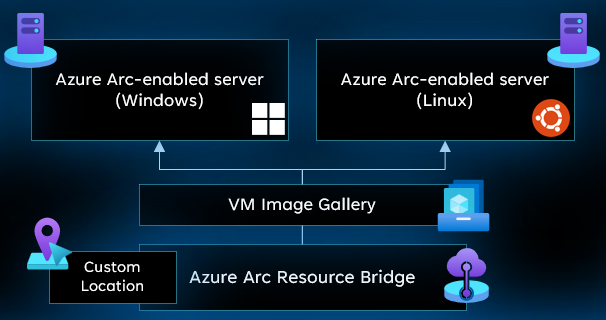 Azure Arc-enabled server
(Windows)
Azure Arc-enabled server
(Linux)
VM Image Gallery
Custom
Location
Azure Arc Resource Bridge